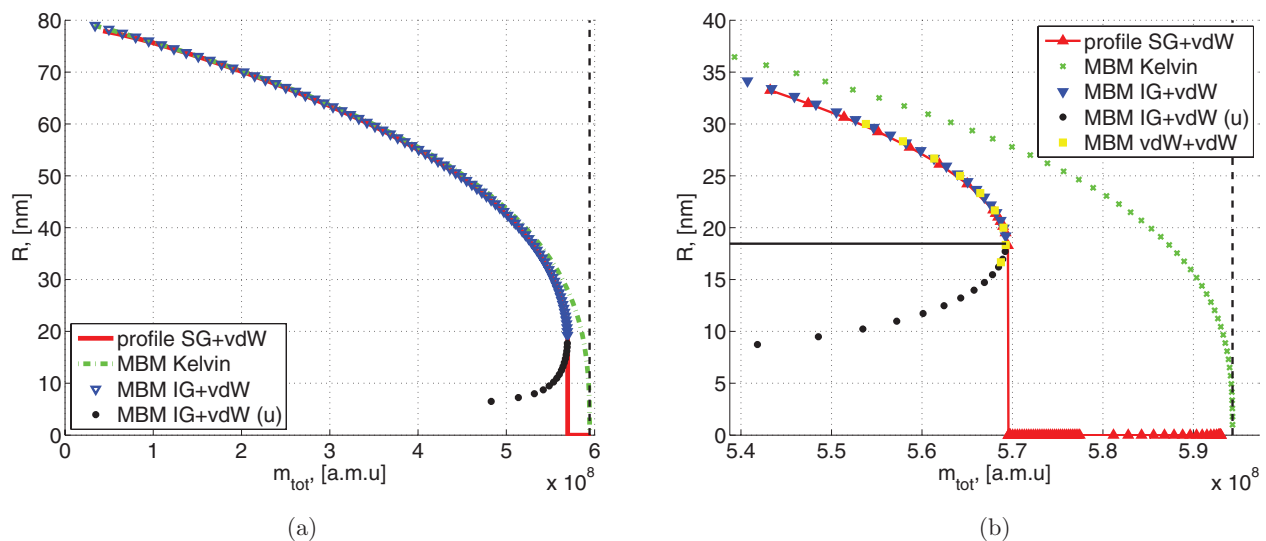 80
70
60
50
40
30
20
10
0
R, [nm]
profile SG+vdW
MBM Kelvin
MBM IG+vdW
MBM IG+vdW (u)
0 1 2 3 4 5 6
m_tot, [a.m.u]
x 10^8
(a)
40
35
30
25
20
15
10
5
0
R, [nm]
profile SG+vdW
MBM Kelvin
MBM IG+vdW
MBM IG+vdW (u)
MBM vdW+vdW
5.4 5.5 5.6 5.7 5.8 5.9
m_tot, [a.m.u]
x 10^8
(b)